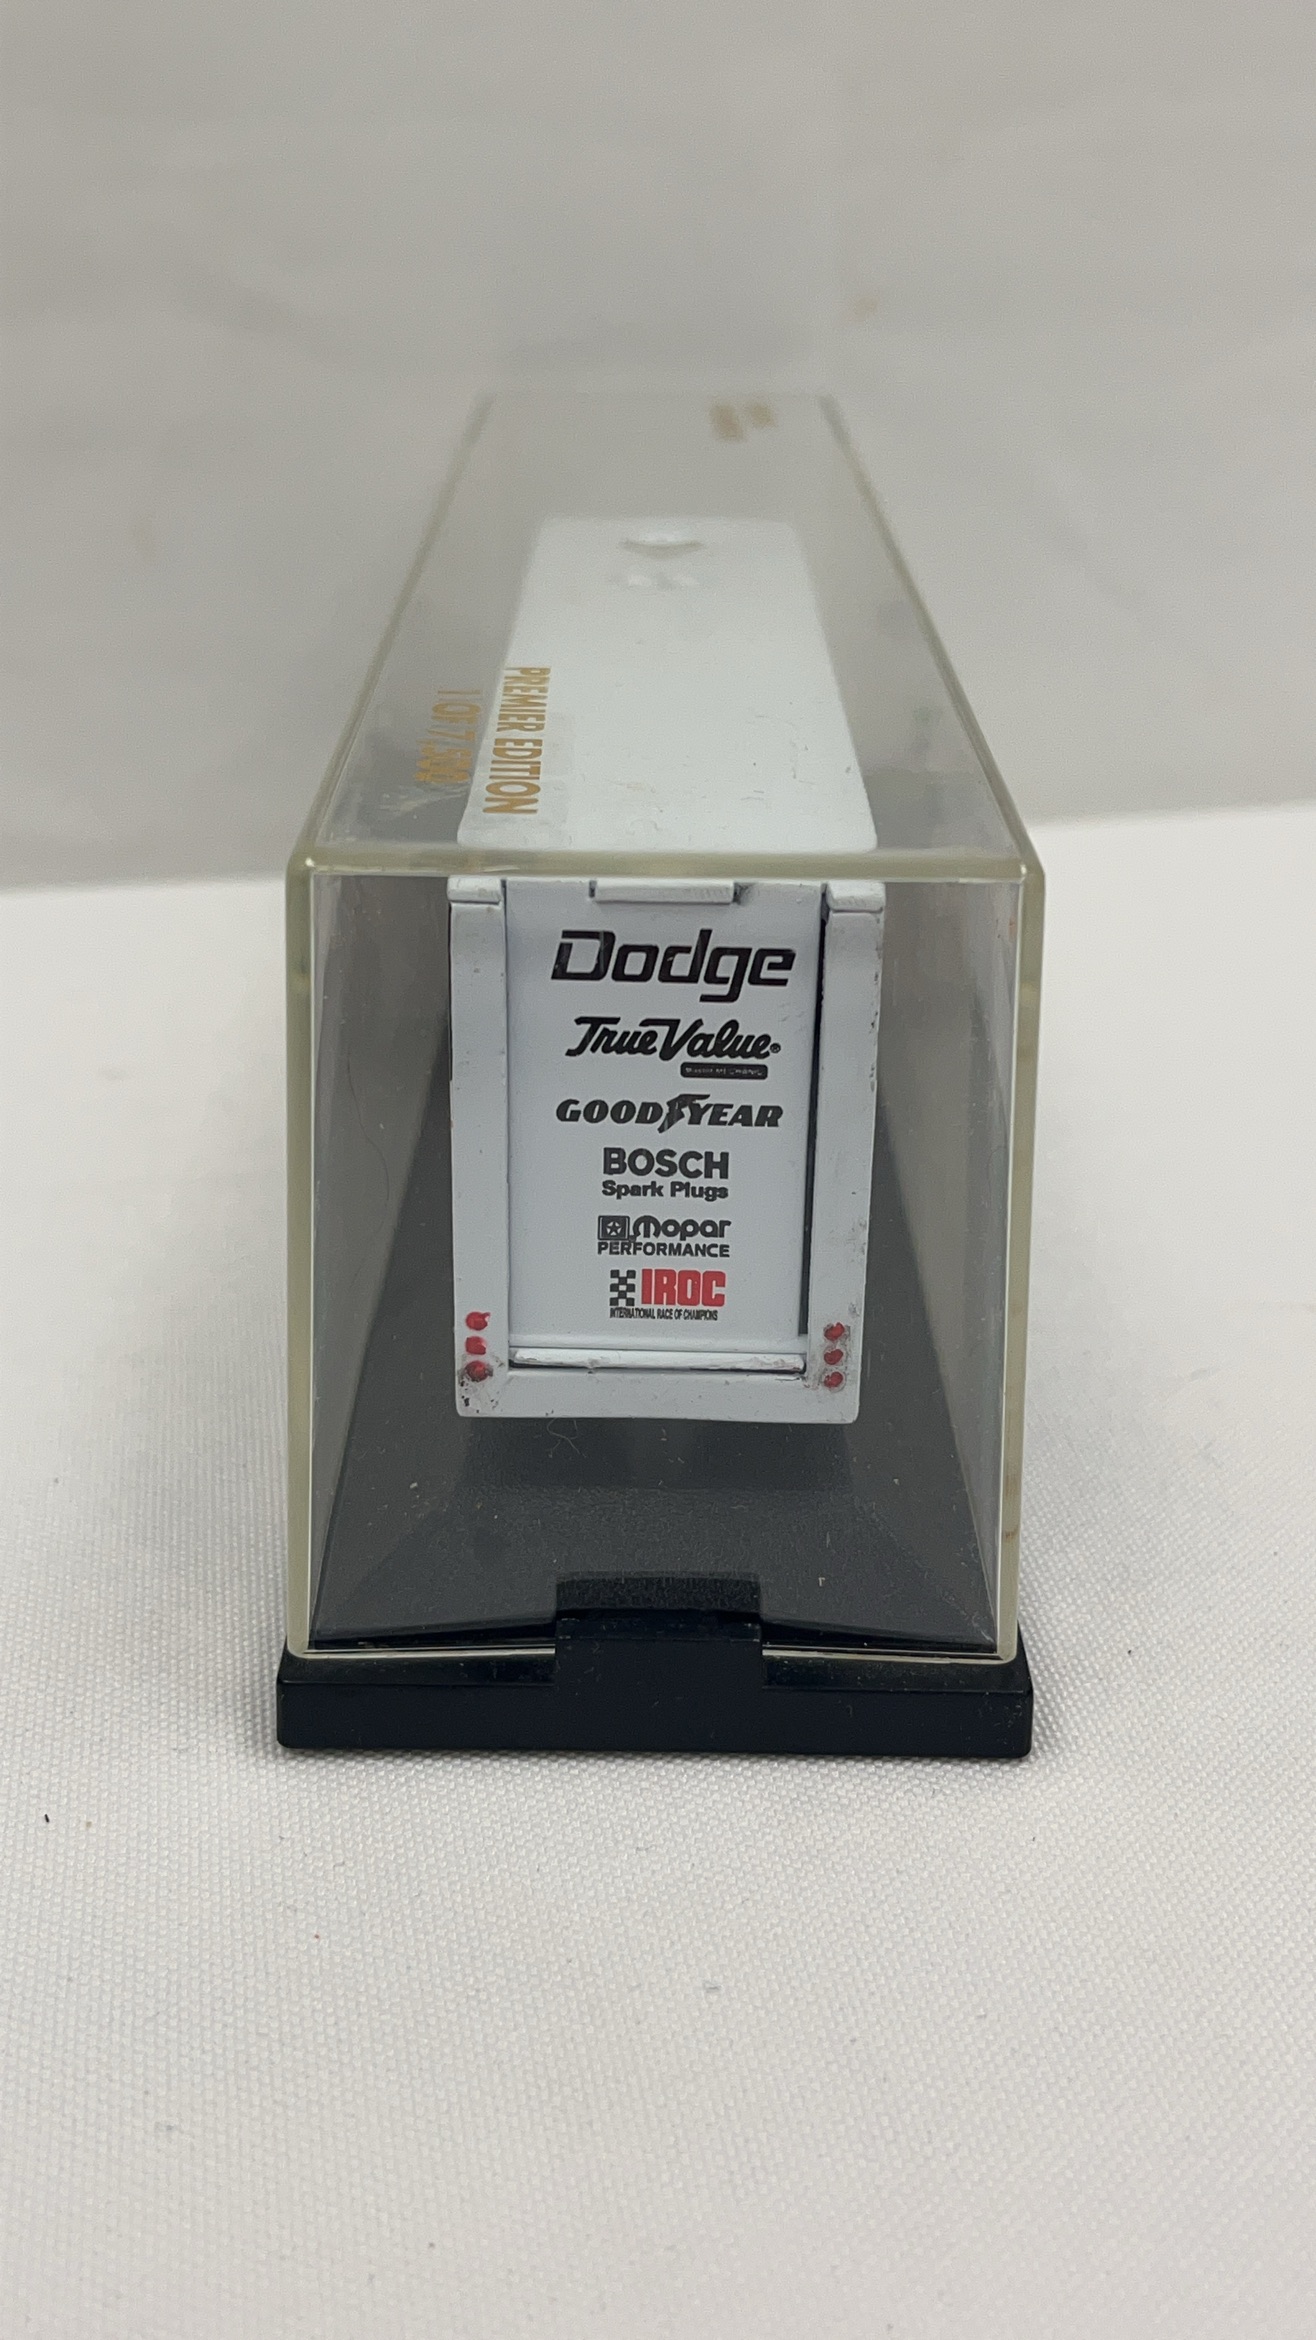 PREMIER EDITION
1 OF 7,500
Dodge
True Value®
GOODYEAR
BOSCH
Spark Plugs
Mopar
PERFORMANCE
IROC
INTERNATIONAL RACE OF CHAMPIONS